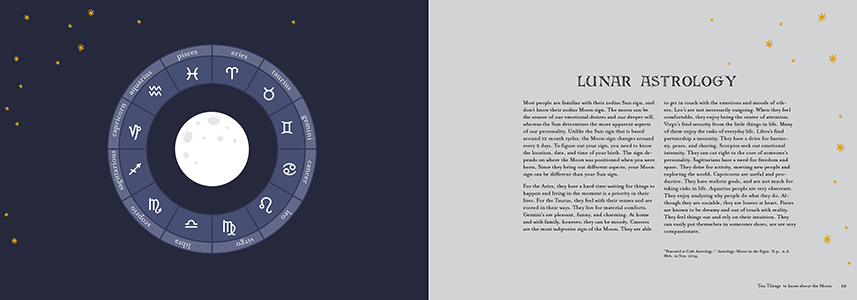 pisces
aries
taurus
gemini
cancer
leo
virgo
libra
scorpio
sagittarius
capricorn
aquarius
LUNAR ASTROLOGY
Most people are familiar with their zodiac Sun sign, and
don't know their zodiac Moon sign. The moon can be
the source of our emotional desires and our deeper self,
whereas the Sun determines the more apparent aspects
of our personality. Unlike the Sun sign that is based
around 12 month cycles, the Moon sign changes around
every 2 days. To figure out your sign, you need to know
the location, date, and time of your birth. The sign de-
pends on where the Moon was positioned when you were
born. Since they bring out different aspects, your Moon
sign can be different than your Sun sign.
For the Aries, they have a hard time waiting for things to
happen and living in the moment is a priority in their
lives. For the Taurus, they feel with their senses and are
rooted in their ways. They live for material comforts.
Gemini's are pleasant, funny, and charming. At home
and with family, however, they can be moody. Cancers
are the most subjective sign of the Moon. They are able
to get in touch with the emotions and moods of oth-
ers. Leo's are not necessarily outgoing. When they feel
comfortable, they enjoy being the center of attention.
Virgo's find security from the little things in life. Many
of them enjoy the tasks of everyday life. Libra's find
partnership a necessity. They have a drive for harmo-
ny, peace, and sharing. Scorpios seek out emotional
intensity. They can cut right to the core of someone's
personality. Sagittarius have a need for freedom and
space. They drive for activity, meeting new people and
exploring the world. Capricorns are useful and pro-
ductive. They have realistic goals, and are not much for
taking risks in life. Aquarius people are very observant.
They enjoy analyzing why people do what they do. Al-
though they are sociable, they are loners at heart. Pisces
are known to be dreamy and out of touch with reality.
They feel things out and rely on their intuition. They
can easily put themselves in someones shoes, are are very
compassionate.
"Featured at Cafe Astrology:." Astrology: Moon in the Signs. N.p., n.d.
Web. 12 Nov. 2014.
Ten Things to know about the Moon